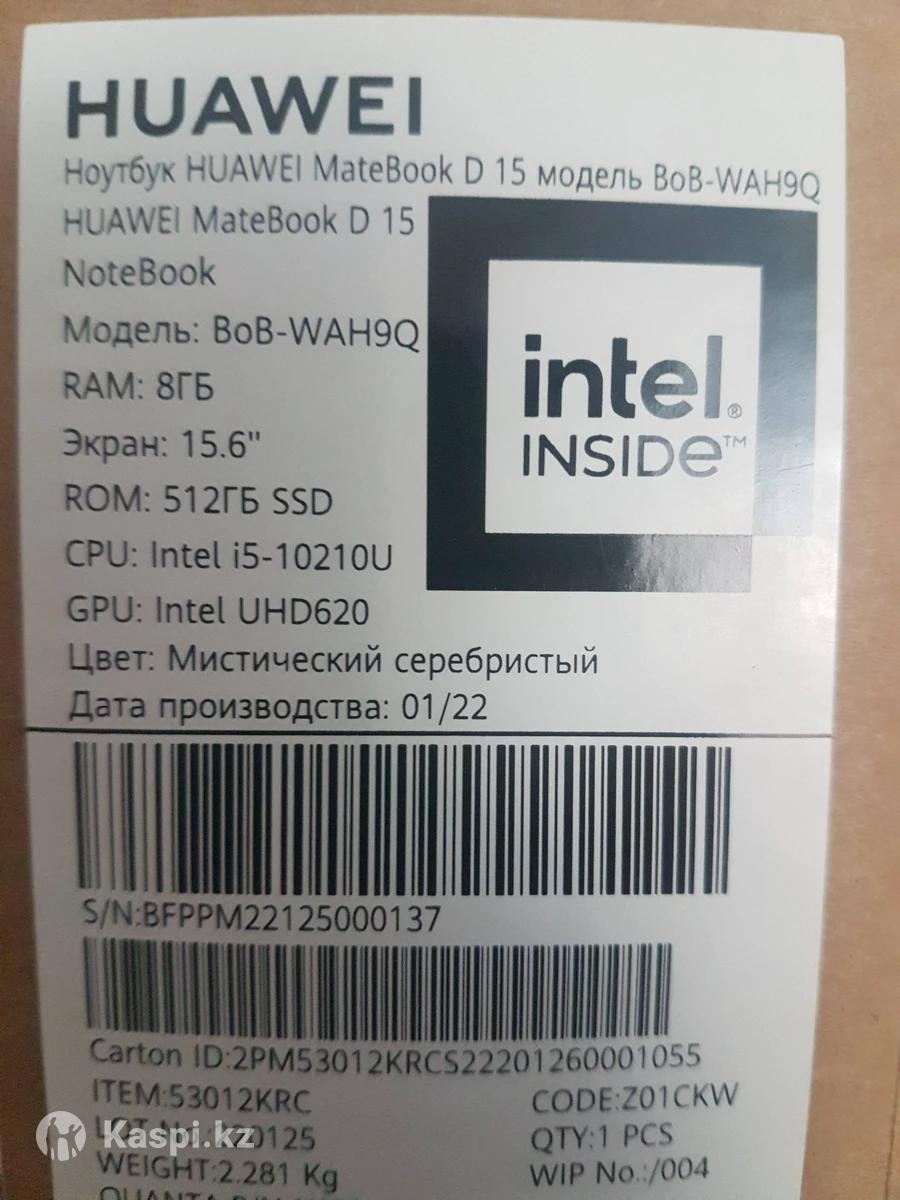 HUAWEI
Ноутбук HUAWEI MateBook D 15 модель BoB-WAH9Q
HUAWEI MateBook D 15
NoteBook
Модель: BoB-WAH9Q
RAM: 8ГБ
Экран: 15.6"
ROM: 512ГБ SSD
CPU: Intel i5-10210U
GPU: Intel UHD620
Цвет: Мистический серебристый
Дата производства: 01/22
intel®
INSIDE™
S/N:BFPPM22125000137
Carton ID:2PM53012KRCS22201260001055
ITEM:53012KRC CODE:Z01CKW
0125 QTY:1 PCS
Kaspi.kz
WEIGHT:2.281 Kg WIP No.:/004
QUANTA